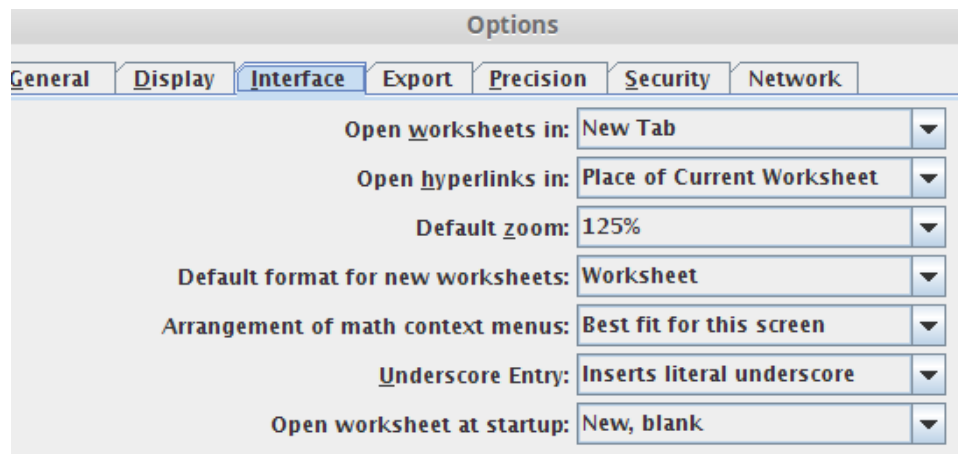 Options
General Display Interface Export Precision Security Network
Open worksheets in: New Tab
Open hyperlinks in: Place of Current Worksheet
Default zoom: 125%
Default format for new worksheets: Worksheet
Arrangement of math context menus: Best fit for this screen
Underscore Entry: Inserts literal underscore
Open worksheet at startup: New, blank